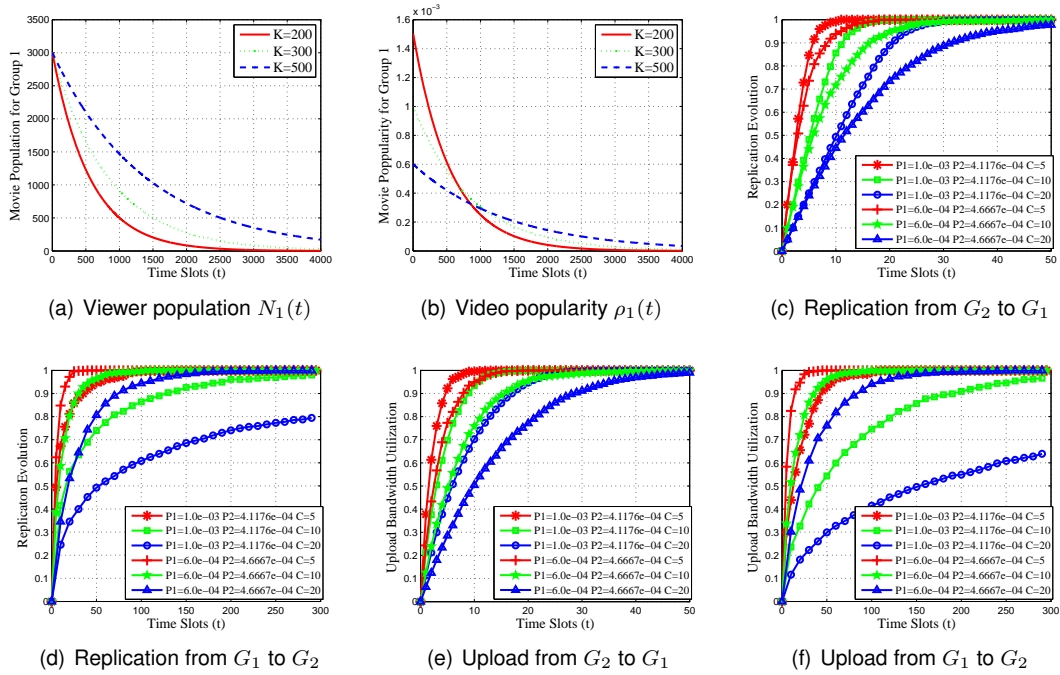 3500
3000
2500
2000
1500
1000
500
0
0 500 1000 1500 2000 2500 3000 3500 4000
Movie Population for Group 1
Time Slots (t)
K=200
K=300
K=500
(a) Viewer population N₁(t)
x 10⁻³
1.6
1.4
1.2
1
0.8
0.6
0.4
0.2
0
0 500 1000 1500 2000 2500 3000 3500 4000
Movie Popularity for Group 1
Time Slots (t)
K=200
K=300
K=500
(b) Video popularity ρ₁(t)
1
0.9
0.8
0.7
0.6
0.5
0.4
0.3
0.2
0.1
0
0 10 20 30 40 50
Replication Evolution
Time Slots (t)
P1=1.0e−03 P2=4.1176e−04 C=5
P1=1.0e−03 P2=4.1176e−04 C=10
P1=1.0e−03 P2=4.1176e−04 C=20
P1=6.0e−04 P2=4.6667e−04 C=5
P1=6.0e−04 P2=4.6667e−04 C=10
P1=6.0e−04 P2=4.6667e−04 C=20
(c) Replication from G₂ to G₁
1
0.9
0.8
0.7
0.6
0.5
0.4
0.3
0.2
0.1
0
0 50 100 150 200 250 300
Replication Evolution
Time Slots (t)
P1=1.0e−03 P2=4.1176e−04 C=5
P1=1.0e−03 P2=4.1176e−04 C=10
P1=1.0e−03 P2=4.1176e−04 C=20
P1=6.0e−04 P2=4.6667e−04 C=5
P1=6.0e−04 P2=4.6667e−04 C=10
P1=6.0e−04 P2=4.6667e−04 C=20
(d) Replication from G₁ to G₂
1
0.9
0.8
0.7
0.6
0.5
0.4
0.3
0.2
0.1
0
0 10 20 30 40 50
Upload Bandwidth Utilization
Time Slots (t)
P1=1.0e−03 P2=4.1176e−04 C=5
P1=1.0e−03 P2=4.1176e−04 C=10
P1=1.0e−03 P2=4.1176e−04 C=20
P1=6.0e−04 P2=4.6667e−04 C=5
P1=6.0e−04 P2=4.6667e−04 C=10
P1=6.0e−04 P2=4.6667e−04 C=20
(e) Upload from G₂ to G₁
1
0.9
0.8
0.7
0.6
0.5
0.4
0.3
0.2
0.1
0
0 50 100 150 200 250 300
Upload Bandwidth Utilization
Time Slots (t)
P1=1.0e−03 P2=4.1176e−04 C=5
P1=1.0e−03 P2=4.1176e−04 C=10
P1=1.0e−03 P2=4.1176e−04 C=20
P1=6.0e−04 P2=4.6667e−04 C=5
P1=6.0e−04 P2=4.6667e−04 C=10
P1=6.0e−04 P2=4.6667e−04 C=20
(f) Upload from G₁ to G₂